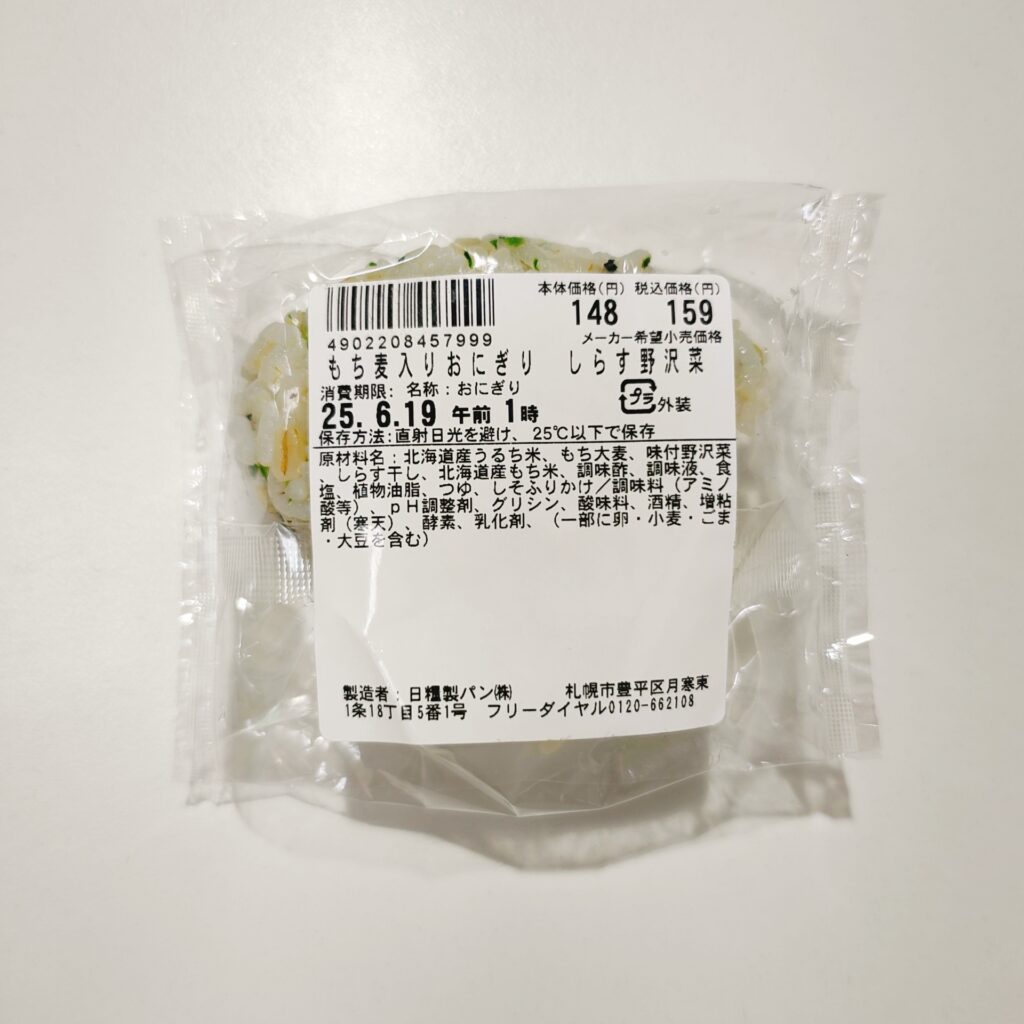 本体価格(円) 税込価格(円)
148 159
4902208457999
メーカー希望小売価格
もち麦入りおにぎり しらす野沢菜
消費期限: 名称:おにぎり
25. 6.19 午前 1時
プラ 外装
保存方法:直射日光を避け、25℃以下で保存
原材料名:北海道産うるち米、もち大麦、味付野沢菜
、しらす干し、北海道産もち米、調味酢、調味液、食
塩、植物油脂、つゆ、しそふりかけ/調味料(アミノ
酸等)、pH調整剤、グリシン、酸味料、酒精、増粘
剤(寒天)、酵素、乳化剤、(一部に卵・小麦・ごま
・大豆を含む)
製造者:日糧製パン㈱ 札幌市豊平区月寒東
1条18丁目5番1号 フリーダイヤル0120-662108